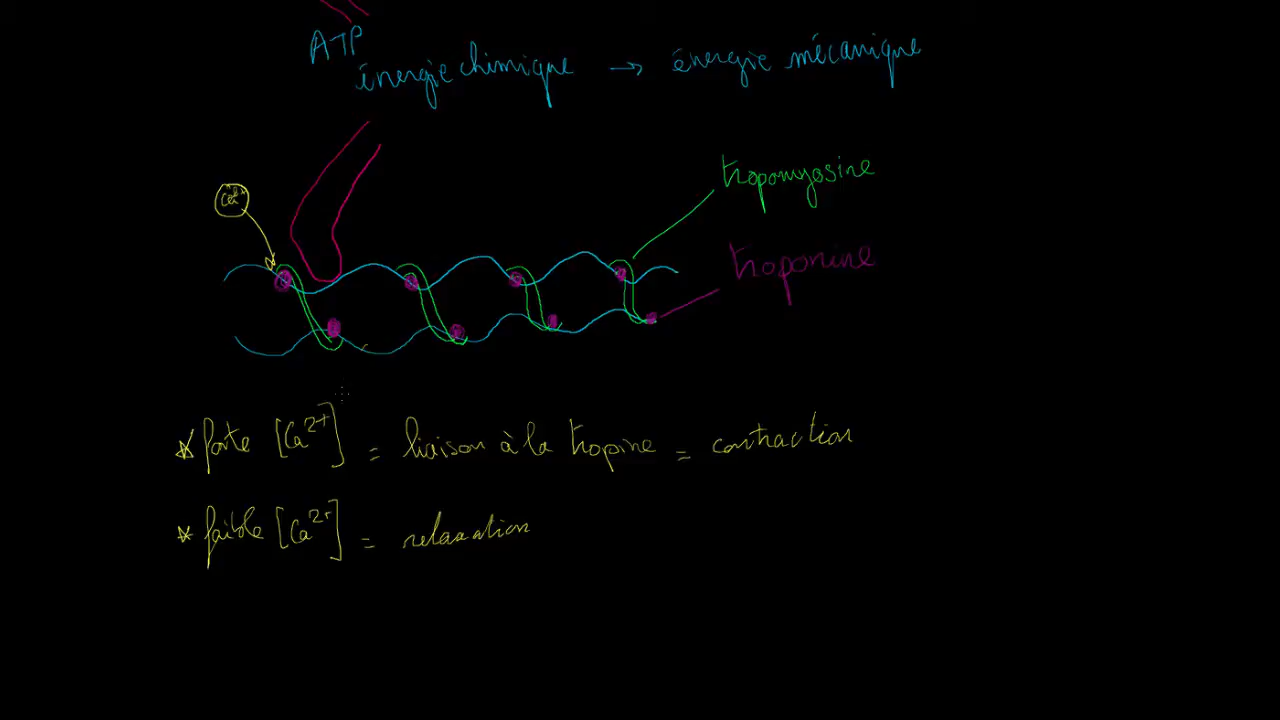 ATP
énergie chimique → énergie mécanique
Ca²⁺
tropomyosine
troponine
* forte [Ca²⁺] = liaison à la tropine = contraction
* faible [Ca²⁺] = relaxation